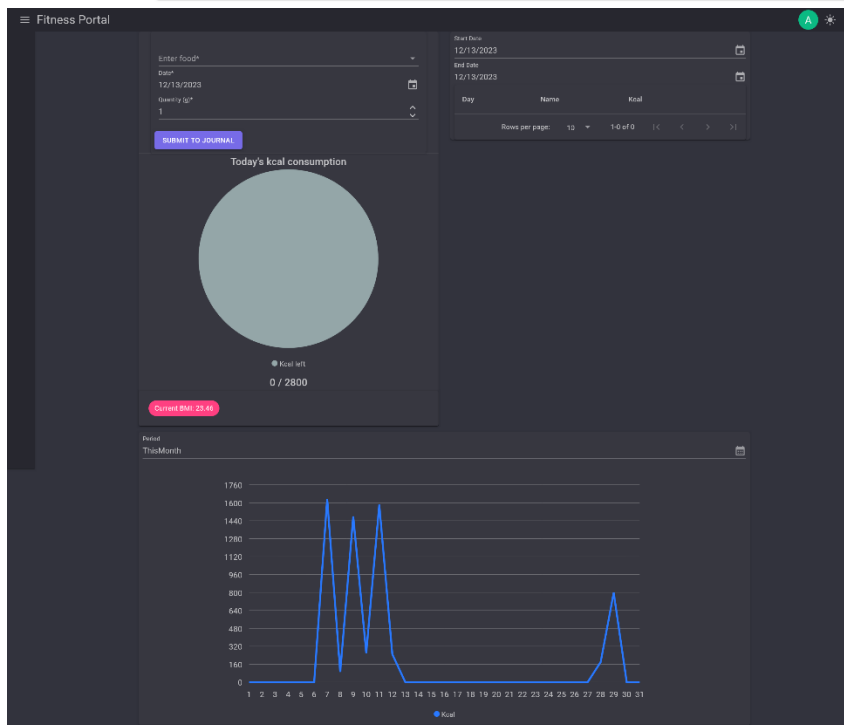 Fitness Portal
A
Enter food*
Date*
12/13/2023
Quantity (g)*
1
SUBMIT TO JOURNAL
Start Date
12/13/2023
End Date
12/13/2023
Day Name Kcal
Rows per page: 10 1-0 of 0
Today's kcal consumption
Kcal left
0 / 2800
Current BMI: 23.46
Period
ThisMonth
1760
1600
1440
1280
1120
960
800
640
480
320
160
0
1 2 3 4 5 6 7 8 9 10 11 12 13 14 15 16 17 18 19 20 21 22 23 24 25 26 27 28 29 30 31
Kcal